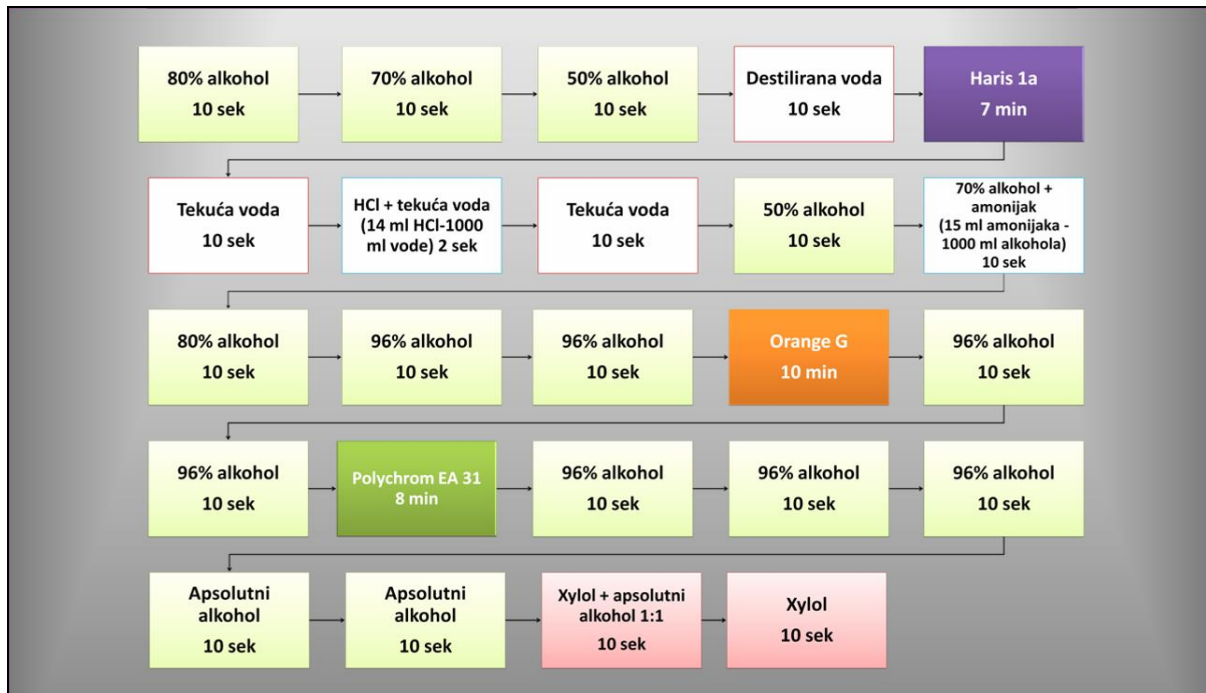 80% alkohol
10 sek
70% alkohol
10 sek
50% alkohol
10 sek
Destilirana voda
10 sek
Haris 1a
7 min
Tekuća voda
10 sek
HCl + tekuća voda
(14 ml HCl-1000
ml vode) 2 sek
Tekuća voda
10 sek
50% alkohol
10 sek
70% alkohol +
amonijak
(15 ml amonijaka -
1000 ml alkohola)
10 sek
80% alkohol
10 sek
96% alkohol
10 sek
96% alkohol
10 sek
Orange G
10 min
96% alkohol
10 sek
96% alkohol
10 sek
Polychrom EA 31
8 min
96% alkohol
10 sek
96% alkohol
10 sek
96% alkohol
10 sek
Apsolutni
alkohol
10 sek
Apsolutni
alkohol
10 sek
Xylol + apsolutni
alkohol 1:1
10 sek
Xylol
10 sek